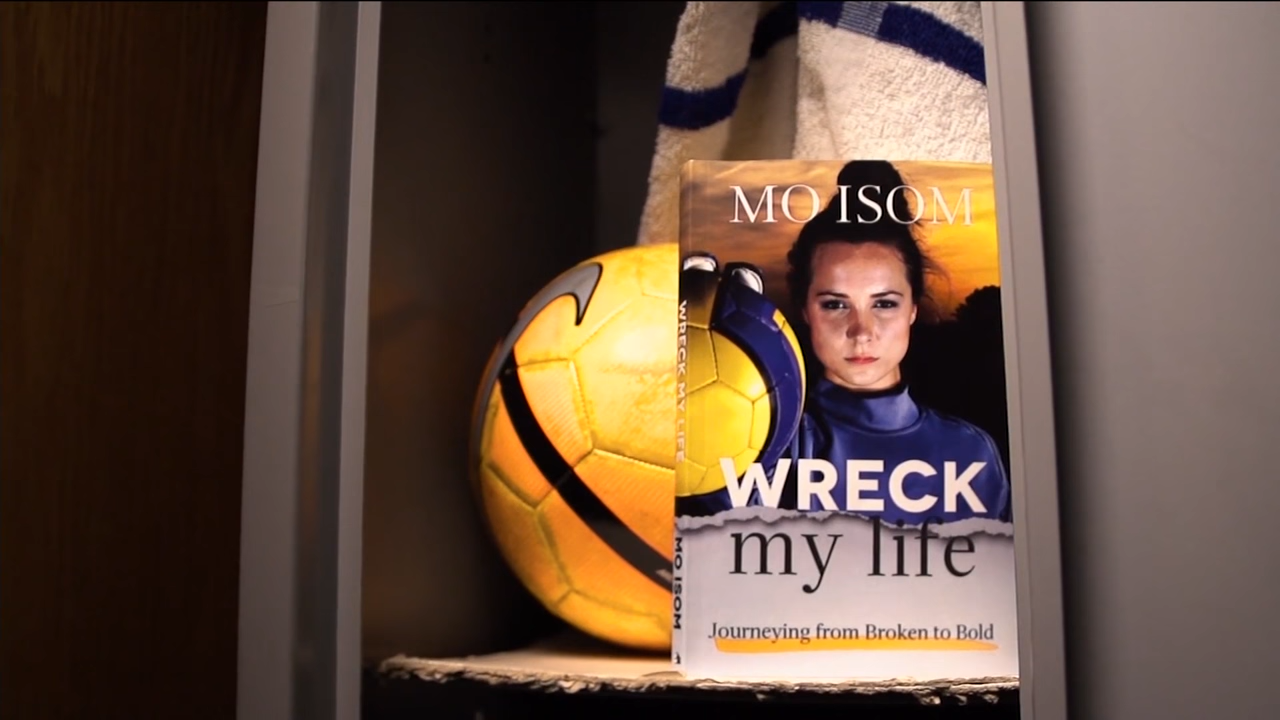 MO ISOM
WRECK
my life
Journeying from Broken to Bold
WRECK MY LIFE
MO ISOM